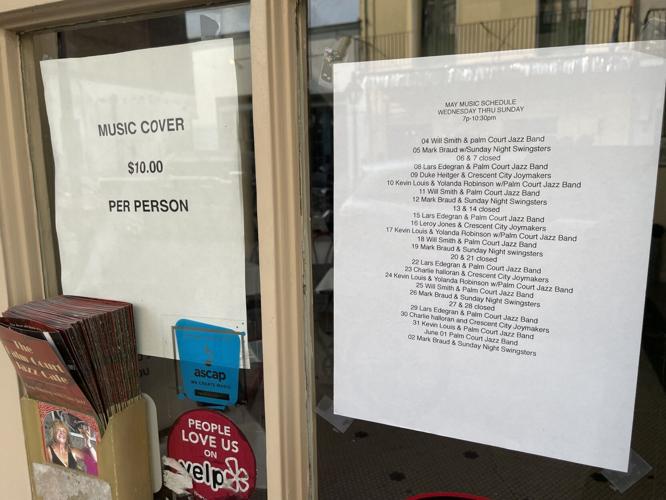 MUSIC COVER
$10.00
PER PERSON
MAY MUSIC SCHEDULE
WEDNESDAY THRU SUNDAY
7p-10:30pm
04 Will Smith & palm Court Jazz Band
05 Mark Braud w/Sunday Night Swingsters
06 & 7 closed
08 Lars Edegran & Palm Court Jazz Band
09 Duke Heitger & Crescent City Joymakers
10 Kevin Louis & Yolanda Robinson w/Palm Court Jazz Band
11 Will Smith & Palm Court Jazz Band
12 Mark Braud & Sunday Night Swingsters
13 & 14 closed
15 Lars Edegran & Palm Court Jazz Band
16 Leroy Jones & Crescent City Joymakers
17 Kevin Louis & Yolanda Robinson w/Palm Court Jazz Band
18 Will Smith & Palm Court Jazz Band
19 Mark Braud & Sunday Night swingsters
20 & 21 closed
22 Lars Edegran & Palm Court Jazz Band
23 Charlie halloran & Crescent City Joymakers
24 Kevin Louis & Yolanda Robinson w/Palm Court Jazz Band
25 Will Smith & Palm Court Jazz Band
26 Mark Braud & Sunday Night Swingsters
27 & 28 closed
29 Lars Edegran & Palm Court Jazz Band
30 Charlie halloran and Crescent City Joymakers
31 Kevin Louis & Palm Court Jazz Band
June 01 Palm Court Jazz Band
02 Mark Braud & Sunday Night Swingsters
The
Palm Court
Jazz Cafe
ascap
WE CREATE MUSIC
PEOPLE
LOVE US
ON
yelp